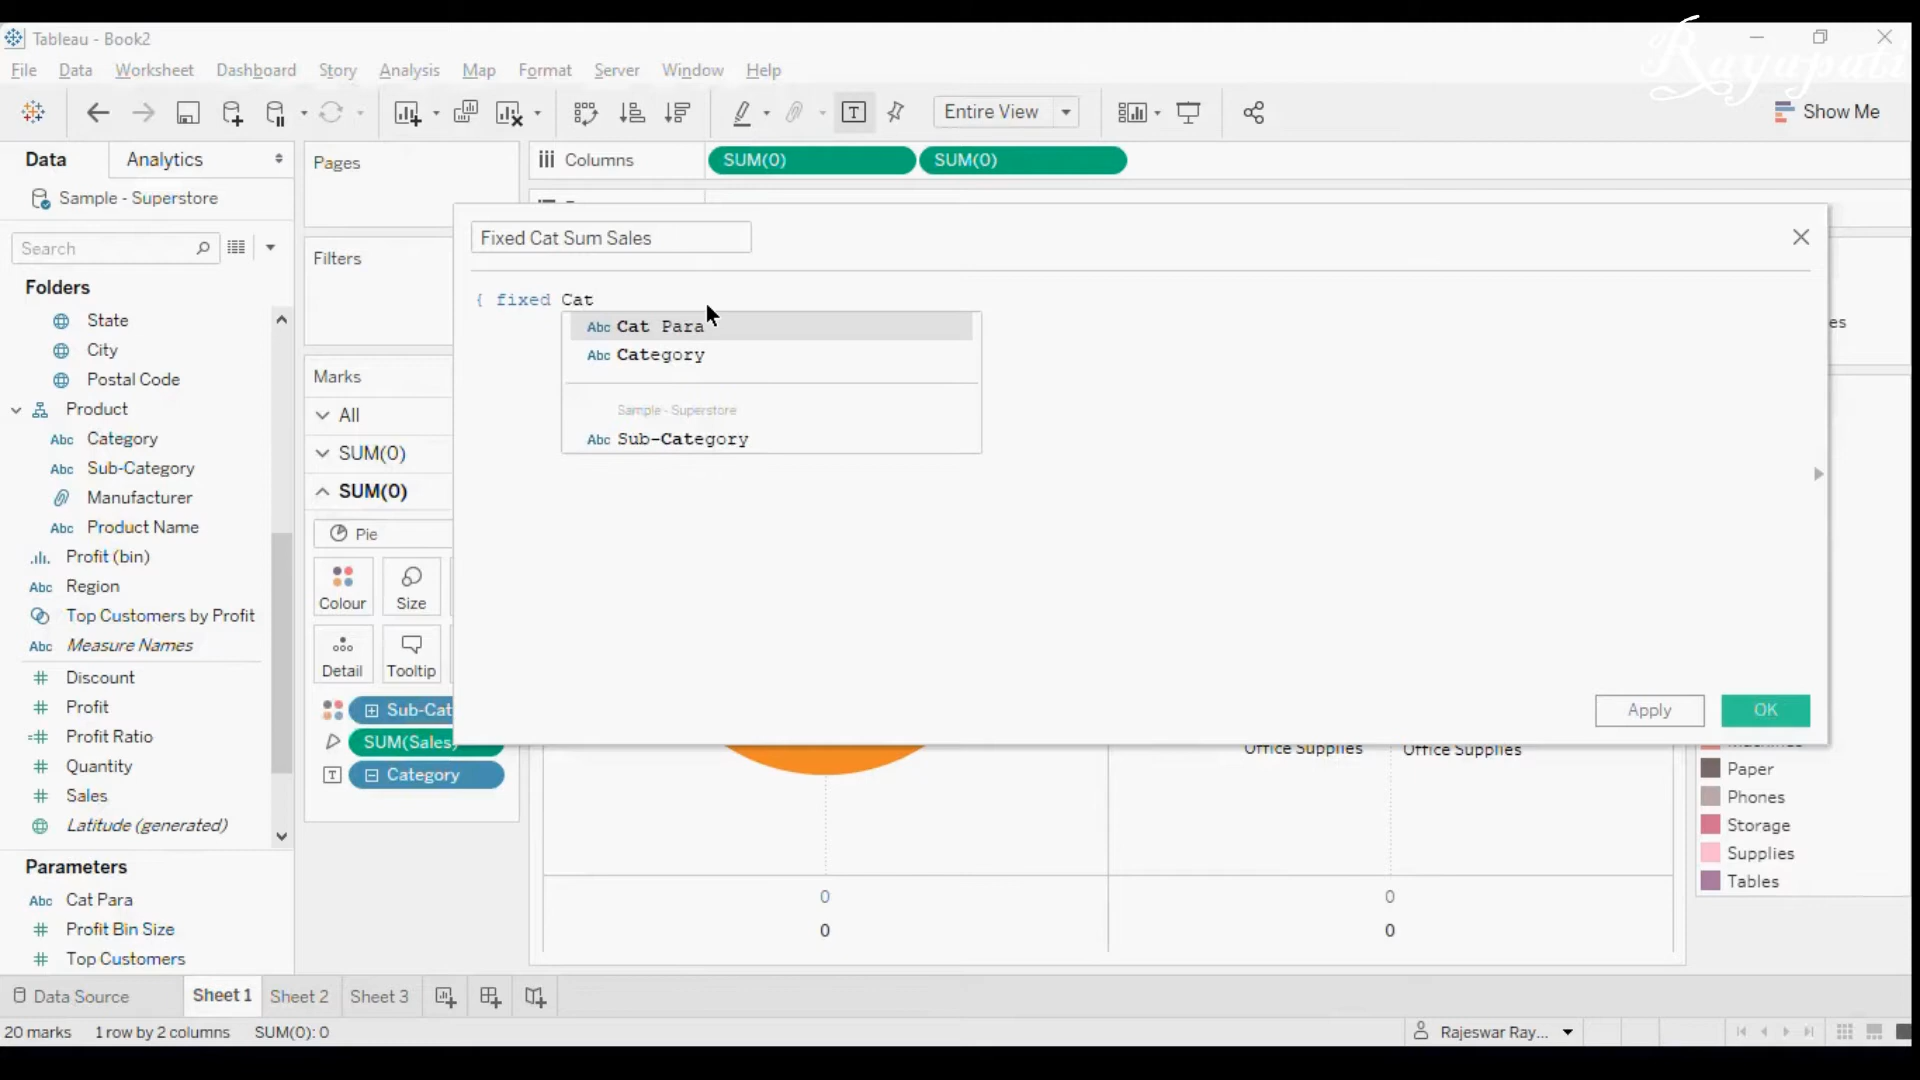 Rayapati
Tableau - Book2
File Data Worksheet Dashboard Story Analysis Map Format Server Window Help
Entire View
Show Me
Data Analytics
Pages
Columns SUM(0) SUM(0)
Sample - Superstore
Search
Folders
State
City
Postal Code
Product
Category
Sub-Category
Manufacturer
Abc Product Name
Profit (bin)
Abc Region
Top Customers by Profit
Abc Measure Names
Discount
Profit
Profit Ratio
Quantity
Sales
Latitude (generated)
Parameters
Abc Cat Para
Profit Bin Size
Top Customers
Filters
Marks
All
SUM(0)
SUM(0)
Pie
Colour Size
Detail Tooltip
Sub-Cat
SUM(Sales)
Category
Fixed Cat Sum Sales
{ fixed Cat
Abc Cat Para
Abc Category
Sample - Superstore
Abc Sub-Category
Apply OK
es
Office Supplies Office Supplies
0 0
0 0
Machines
Paper
Phones
Storage
Supplies
Tables
Data Source Sheet 1 Sheet 2 Sheet 3
20 marks 1 row by 2 columns SUM(0): 0
Rajeswar Ray...